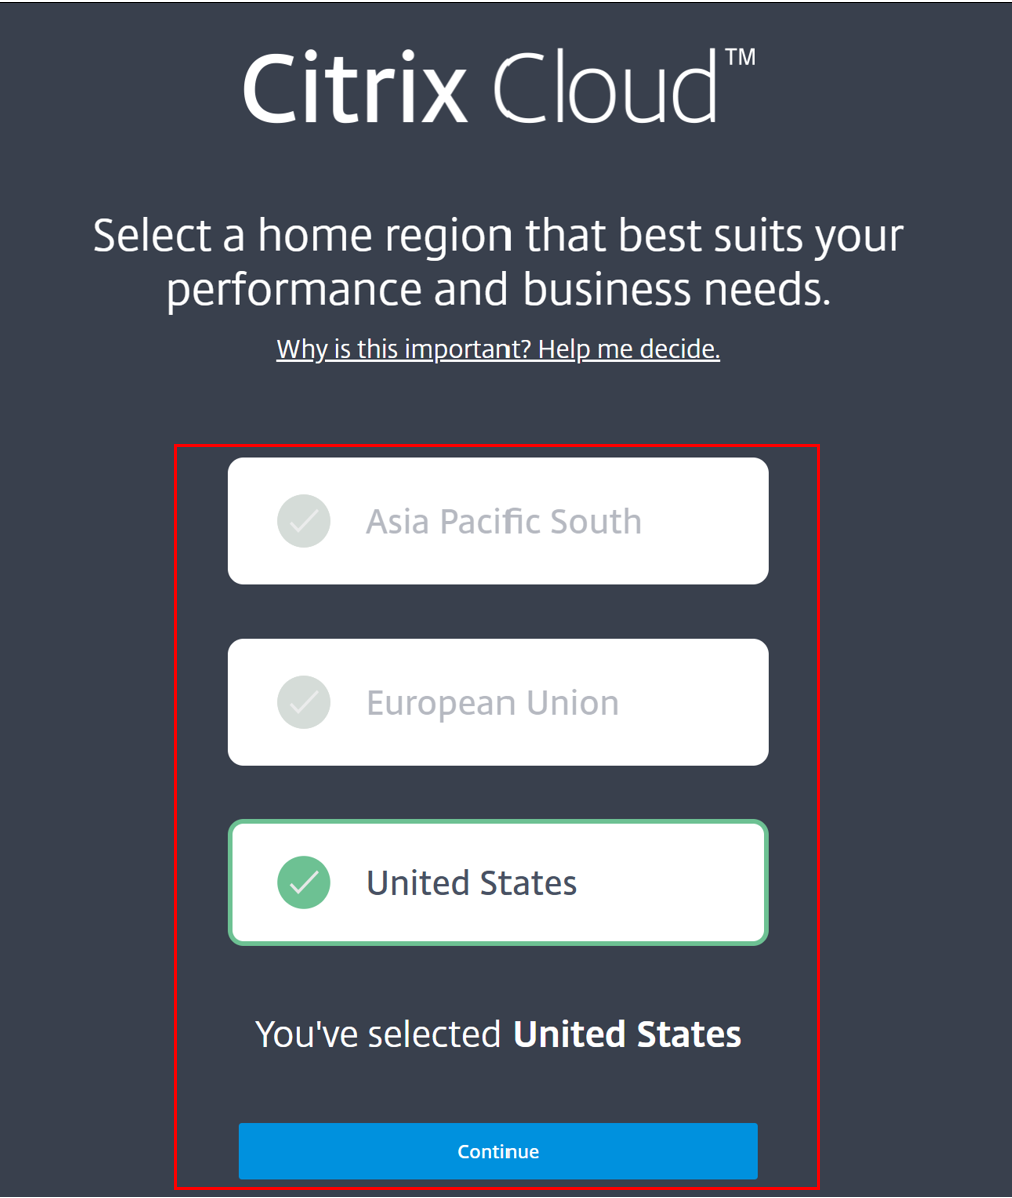 Citrix Cloud™
Select a home region that best suits your
performance and business needs.
Why is this important? Help me decide.
Asia Pacific South
European Union
United States
You've selected United States
Continue